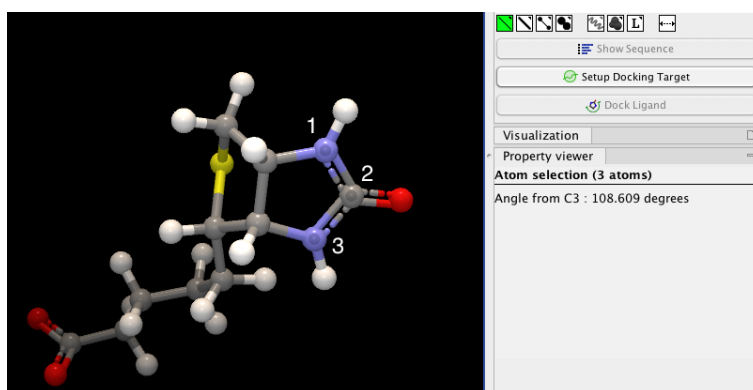 1
2
3
L
Show Sequence
Setup Docking Target
Dock Ligand
Visualization
Property viewer
Atom selection (3 atoms)
Angle from C3 : 108.609 degrees